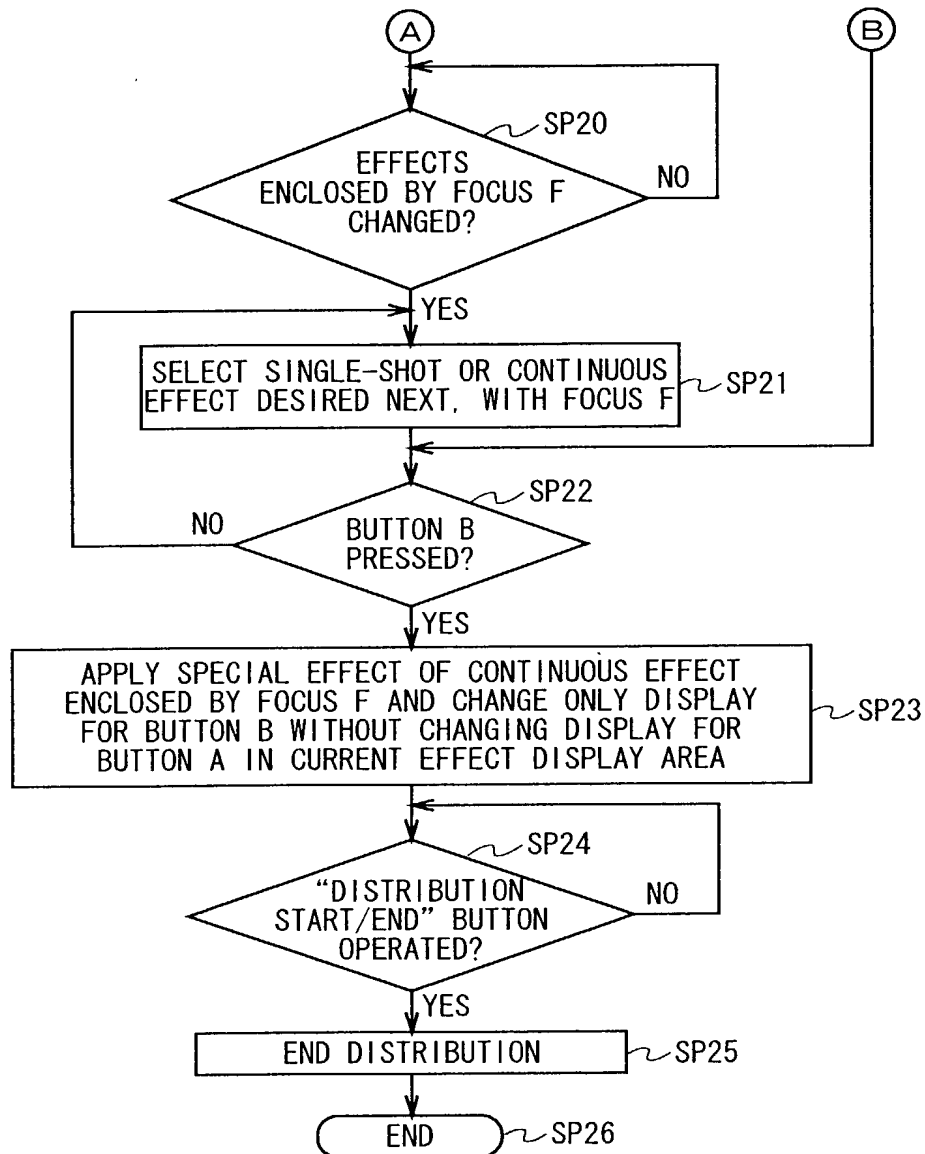 A
B
SP20
EFFECTS
ENCLOSED BY FOCUS F
CHANGED?
NO
YES
SELECT SINGLE-SHOT OR CONTINUOUS
EFFECT DESIRED NEXT, WITH FOCUS F
SP21
SP22
NO
BUTTON B
PRESSED?
YES
APPLY SPECIAL EFFECT OF CONTINUOUS EFFECT
ENCLOSED BY FOCUS F AND CHANGE ONLY DISPLAY
FOR BUTTON B WITHOUT CHANGING DISPLAY FOR
BUTTON A IN CURRENT EFFECT DISPLAY AREA
SP23
SP24
“DISTRIBUTION
START/END” BUTTON
OPERATED?
NO
YES
END DISTRIBUTION
SP25
END
SP26